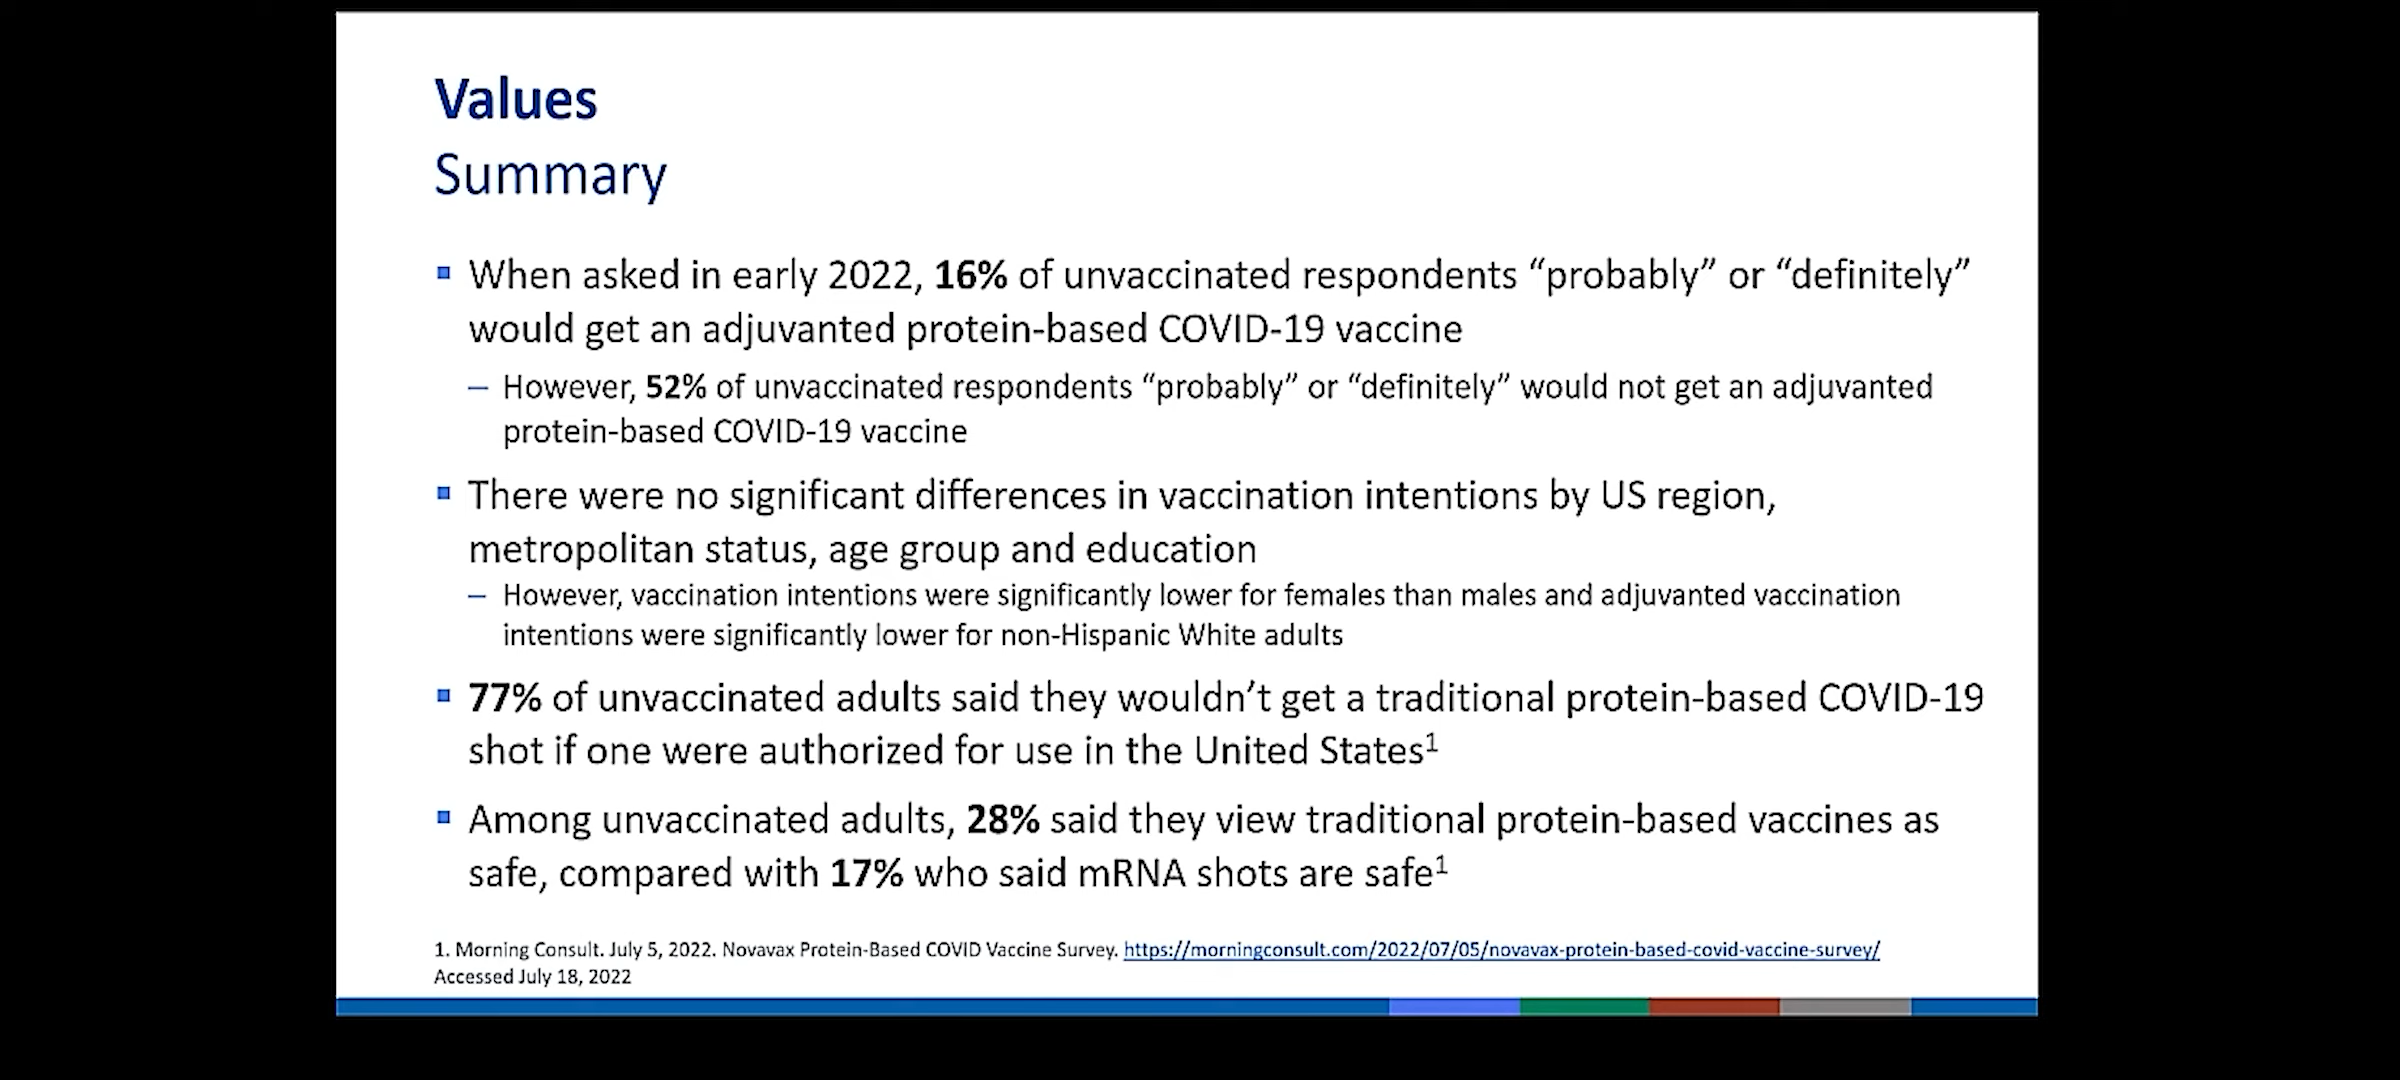 Values
Summary
▪ When asked in early 2022, 16% of unvaccinated respondents “probably” or “definitely”
would get an adjuvanted protein-based COVID-19 vaccine
– However, 52% of unvaccinated respondents “probably” or “definitely” would not get an adjuvanted
protein-based COVID-19 vaccine
▪ There were no significant differences in vaccination intentions by US region,
metropolitan status, age group and education
– However, vaccination intentions were significantly lower for females than males and adjuvanted vaccination
intentions were significantly lower for non-Hispanic White adults
▪ 77% of unvaccinated adults said they wouldn’t get a traditional protein-based COVID-19
shot if one were authorized for use in the United States¹
▪ Among unvaccinated adults, 28% said they view traditional protein-based vaccines as
safe, compared with 17% who said mRNA shots are safe¹
1. Morning Consult. July 5, 2022. Novavax Protein-Based COVID Vaccine Survey. https://morningconsult.com/2022/07/05/novavax-protein-based-covid-vaccine-survey/
Accessed July 18, 2022